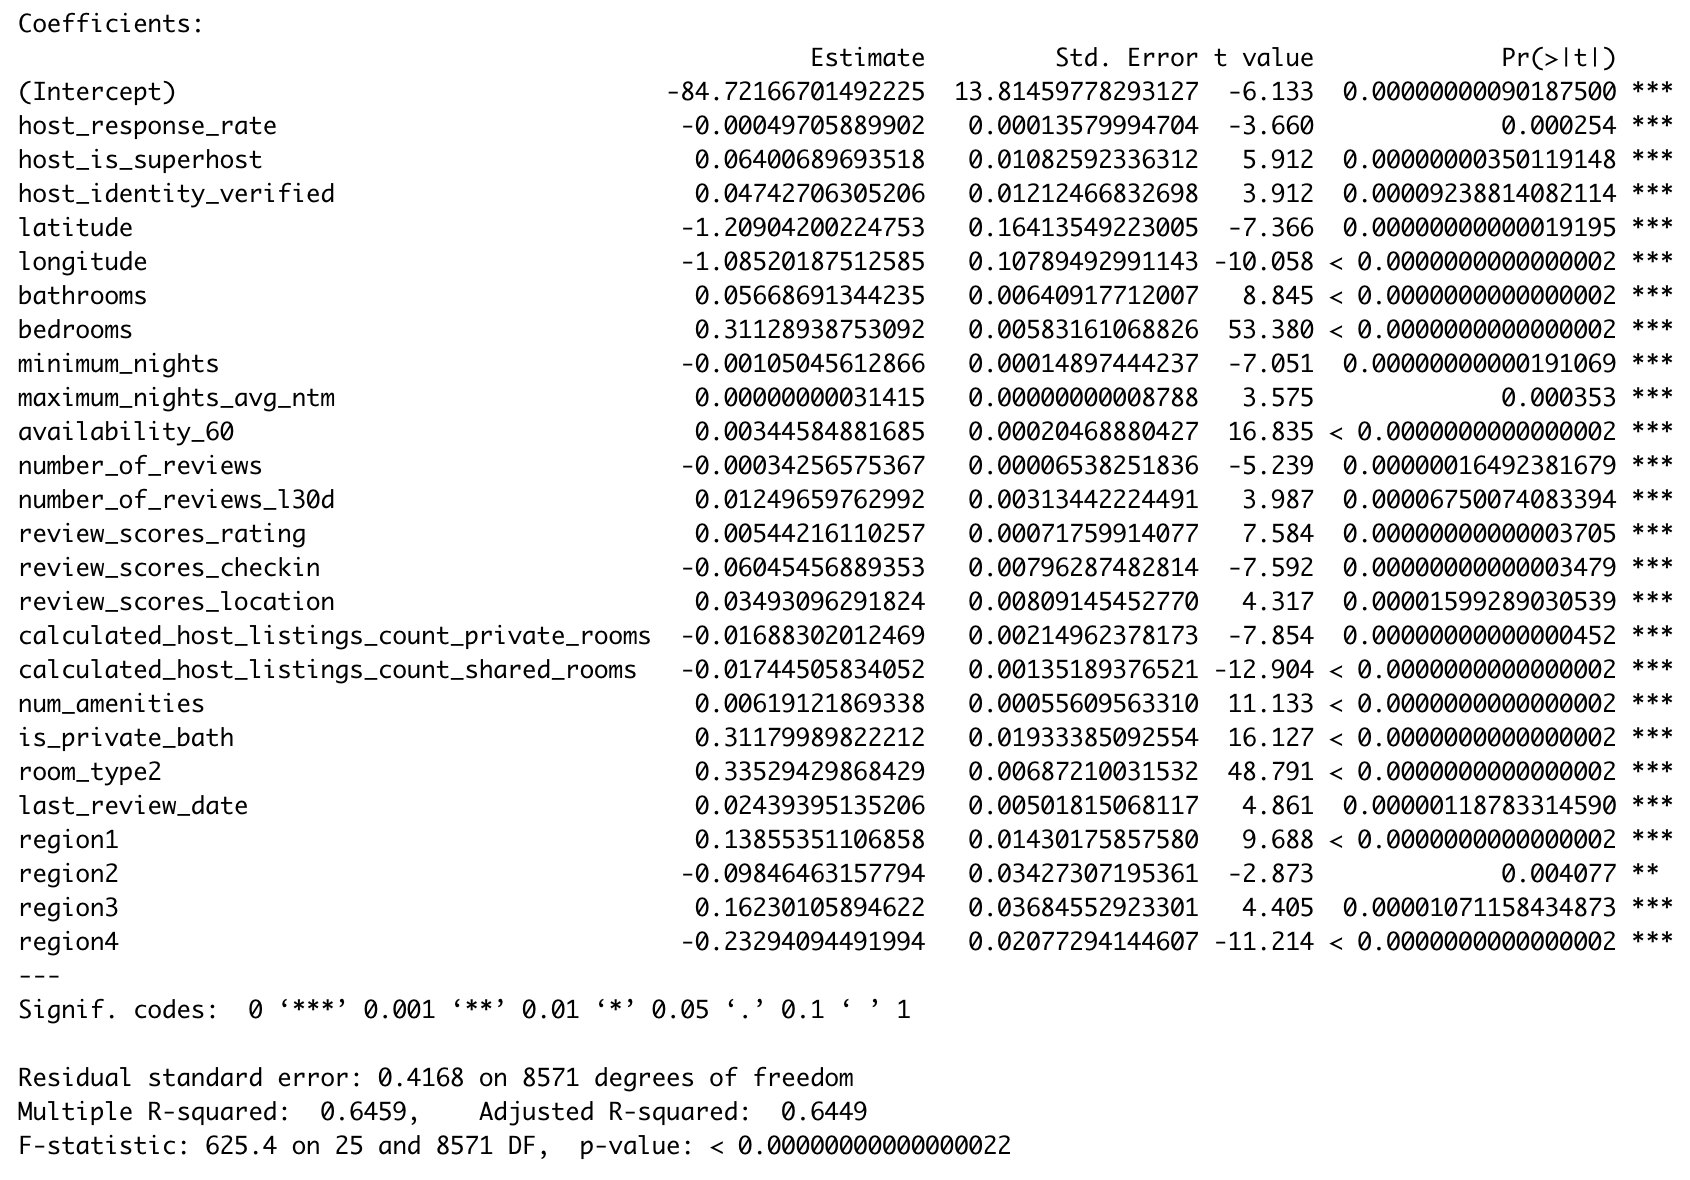 Coefficients:
Estimate Std. Error t value Pr(>|t|)
(Intercept) -84.72166701492225 13.81459778293127 -6.133 0.00000000090187500 ***
host_response_rate -0.00049705889902 0.00013579994704 -3.660 0.000254 ***
host_is_superhost 0.06400689693518 0.01082592336312 5.912 0.00000000350119148 ***
host_identity_verified 0.04742706305206 0.01212466832698 3.912 0.00009238814082114 ***
latitude -1.20904200224753 0.16413549223005 -7.366 0.00000000000019195 ***
longitude -1.08520187512585 0.10789492991143 -10.058 < 0.0000000000000002 ***
bathrooms 0.05668691344235 0.00640917712007 8.845 < 0.0000000000000002 ***
bedrooms 0.31128938753092 0.00583161068826 53.380 < 0.0000000000000002 ***
minimum_nights -0.00105045612866 0.00014897444237 -7.051 0.00000000000191069 ***
maximum_nights_avg_ntm 0.00000000031415 0.00000000008788 3.575 0.000353 ***
availability_60 0.00344584881685 0.00020468880427 16.835 < 0.0000000000000002 ***
number_of_reviews -0.00034256575367 0.00006538251836 -5.239 0.00000016492381679 ***
number_of_reviews_l30d 0.01249659762992 0.00313442224491 3.987 0.00006750074083394 ***
review_scores_rating 0.00544216110257 0.00071759914077 7.584 0.00000000000003705 ***
review_scores_checkin -0.06045456889353 0.00796287482814 -7.592 0.00000000000003479 ***
review_scores_location 0.03493096291824 0.00809145452770 4.317 0.00001599289030539 ***
calculated_host_listings_count_private_rooms -0.01688302012469 0.00214962378173 -7.854 0.00000000000000452 ***
calculated_host_listings_count_shared_rooms -0.01744505834052 0.00135189376521 -12.904 < 0.0000000000000002 ***
num_amenities 0.00619121869338 0.00055609563310 11.133 < 0.0000000000000002 ***
is_private_bath 0.31179989822212 0.01933385092554 16.127 < 0.0000000000000002 ***
room_type2 0.33529429868429 0.00687210031532 48.791 < 0.0000000000000002 ***
last_review_date 0.02439395135206 0.00501815068117 4.861 0.00000118783314590 ***
region1 0.13855351106858 0.01430175857580 9.688 < 0.0000000000000002 ***
region2 -0.09846463157794 0.03427307195361 -2.873 0.004077 **
region3 0.16230105894622 0.03684552923301 4.405 0.00001071158434873 ***
region4 -0.23294094491994 0.02077294144607 -11.214 < 0.0000000000000002 ***
---
Signif. codes: 0 ‘***’ 0.001 ‘**’ 0.01 ‘*’ 0.05 ‘.’ 0.1 ‘ ’ 1
Residual standard error: 0.4168 on 8571 degrees of freedom
Multiple R-squared: 0.6459, Adjusted R-squared: 0.6449
F-statistic: 625.4 on 25 and 8571 DF, p-value: < 0.00000000000000022